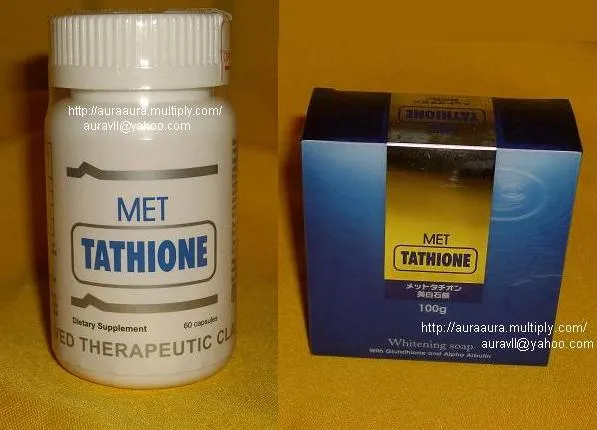 http://auraaura.multiply.com/
auravll@yahoo.com
MET
TATHIONE
Dietary Supplement 60 capsules
TED THERAPEUTIC CLA
TATHIONE
MET
TATHIONE
メットタチオン
美白石鹸
100g
http://auraaura.multiply.com/
auravll@yahoo.com
Whitening soap
With Glutathione and Alpha Arbutin